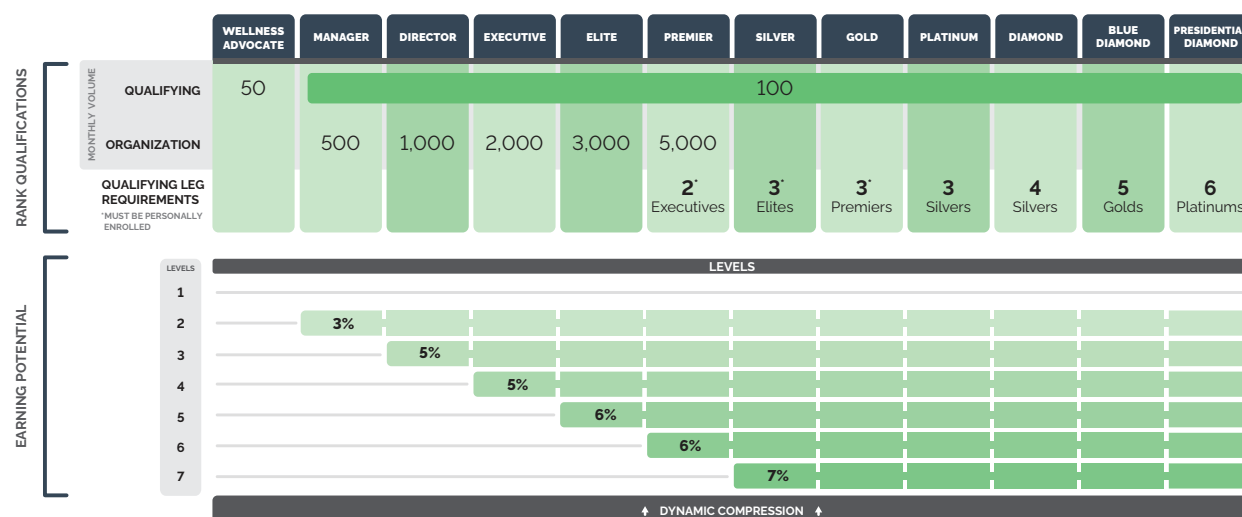 WELLNESS ADVOCATE
MANAGER
DIRECTOR
EXECUTIVE
ELITE
PREMIER
SILVER
GOLD
PLATINUM
DIAMOND
BLUE DIAMOND
PRESIDENTIA
DIAMOND
RANK QUALIFICATIONS
MONTHLY VOLUME
QUALIFYING 50 100
ORGANIZATION 500 1,000 2,000 3,000 5,000
QUALIFYING LEG
REQUIREMENTS
*MUST BE PERSONALLY
ENROLLED
2* Executives
3* Elites
3* Premiers
3 Silvers
4 Silvers
5 Golds
6 Platinums
EARNING POTENTIAL
LEVELS
LEVELS
1
2 3%
3 5%
4 5%
5 6%
6 6%
7 7%
DYNAMIC COMPRESSION